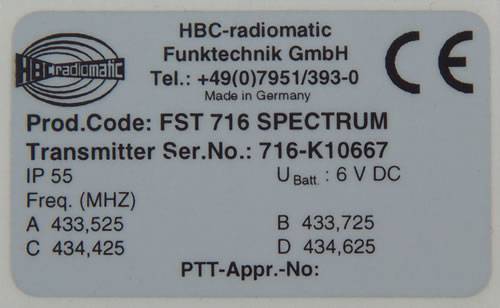 HBC-radiomatic
HBC-radiomatic
Funktechnik GmbH
Tel.: +49(0)7951/393-0
Made in Germany
CE
Prod.Code: FST 716 SPECTRUM
Transmitter Ser.No.: 716-K10667
IP 55 U Batt. : 6 V DC
Freq. (MHZ)
A 433,525 B 433,725
C 434,425 D 434,625
PTT-Appr.-No: